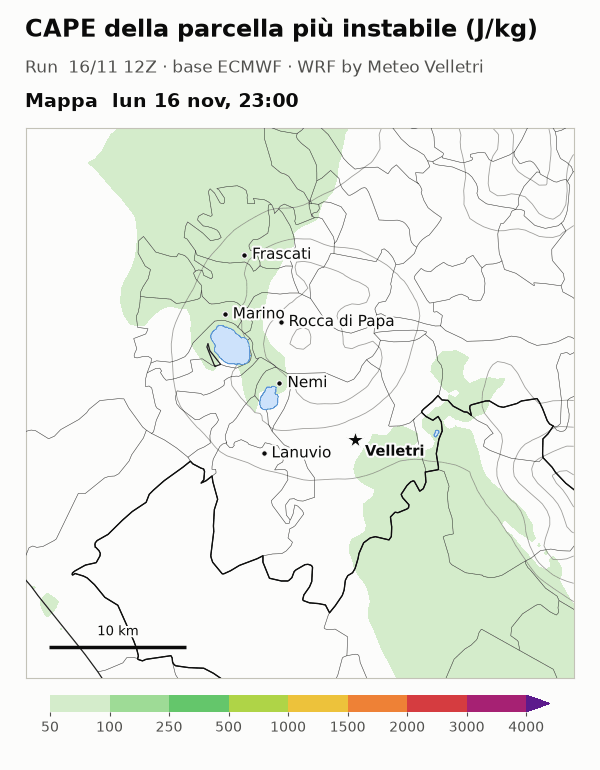 CAPE della parcella più instabile (J/kg)
Run  16/11 12Z · base ECMWF · WRF by Meteo Velletri
Mappa  lun 16 nov, 23:00
Frascati
Marino
Rocca di Papa
Nemi
Velletri
Lanuvio
10 km
50 100 250 500 1000 1500 2000 3000 4000